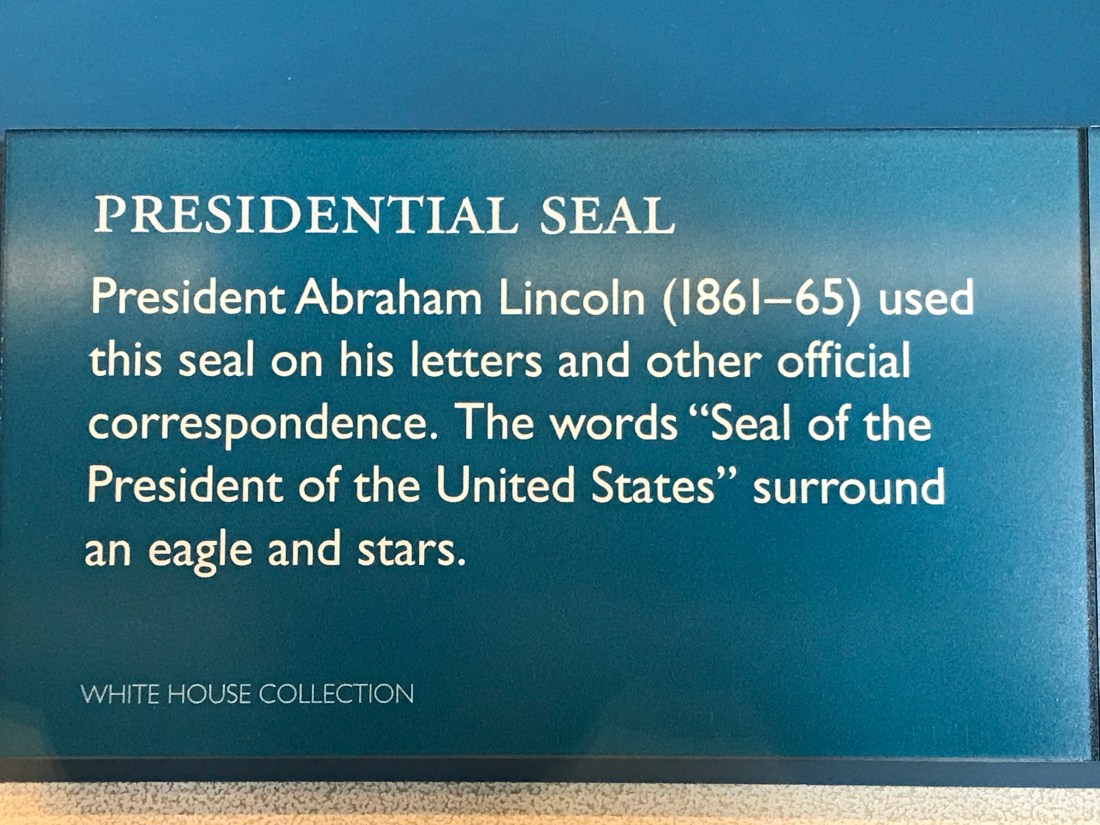 PRESIDENTIAL SEAL
President Abraham Lincoln (1861–65) used
this seal on his letters and other official
correspondence. The words “Seal of the
President of the United States” surround
an eagle and stars.
WHITE HOUSE COLLECTION